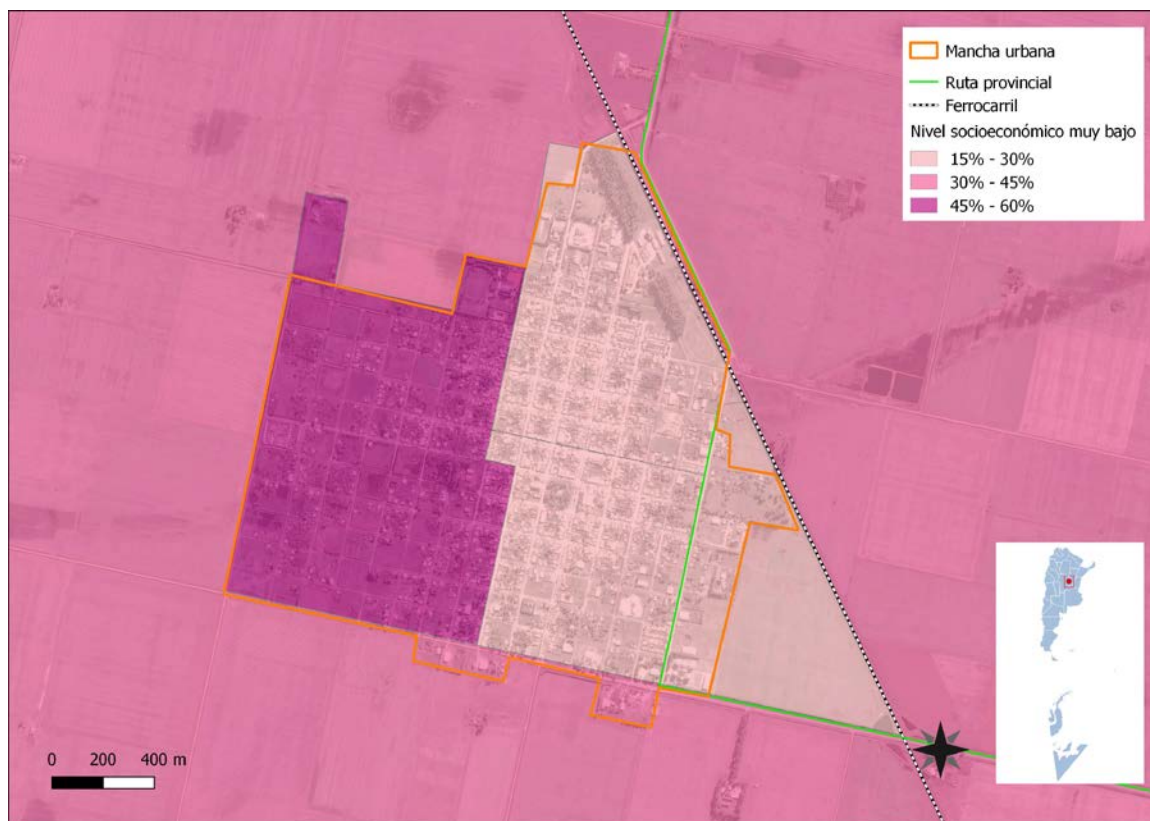 Mancha urbana
Ruta provincial
Ferrocarril
Nivel socioeconómico muy bajo
15% - 30%
30% - 45%
45% - 60%
0 200 400 m